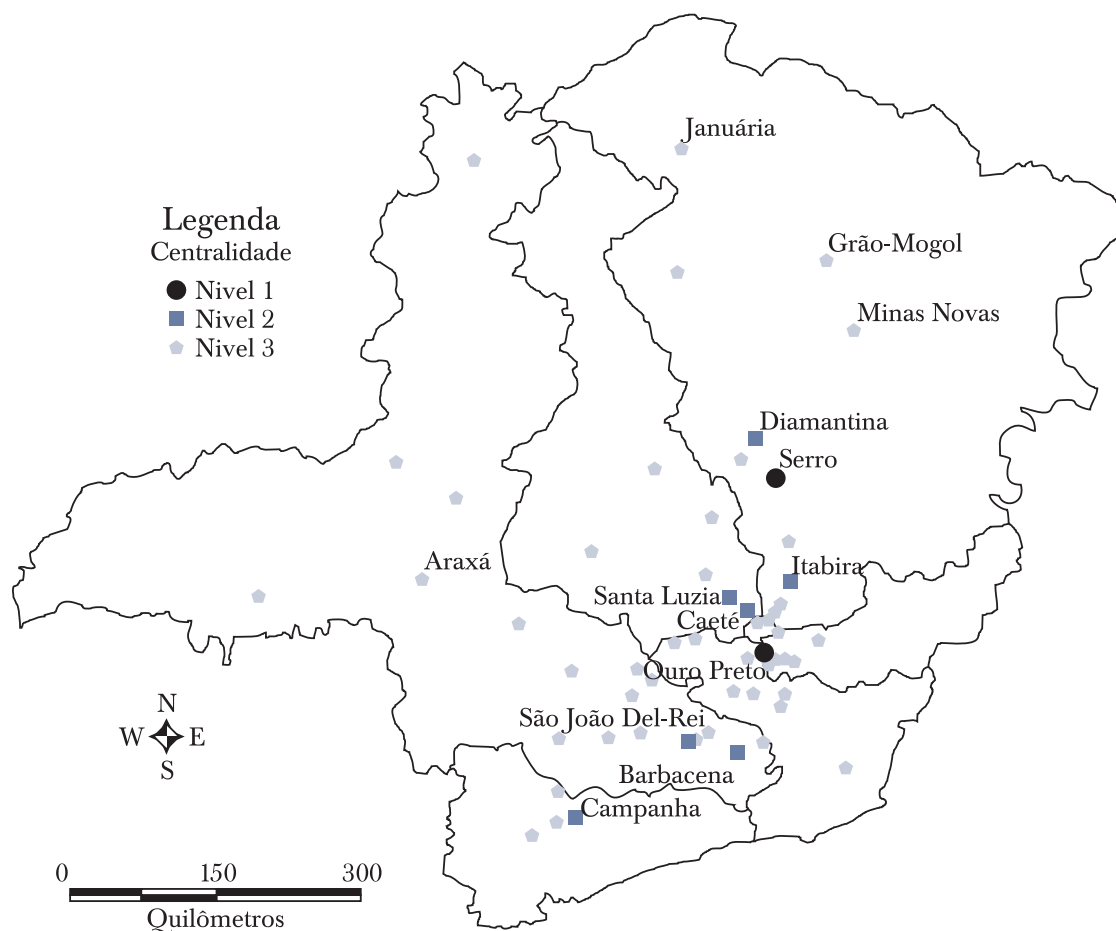 Januária
Legenda
Centralidade
Nivel 1
Nivel 2
Nivel 3
Grão-Mogol
Minas Novas
Diamantina
Serro
Araxá
Itabira
Santa Luzia
Caeté
Ouro Preto
São João Del-Rei
Barbacena
Campanha
N
W E
S
0 150 300
Quilômetros